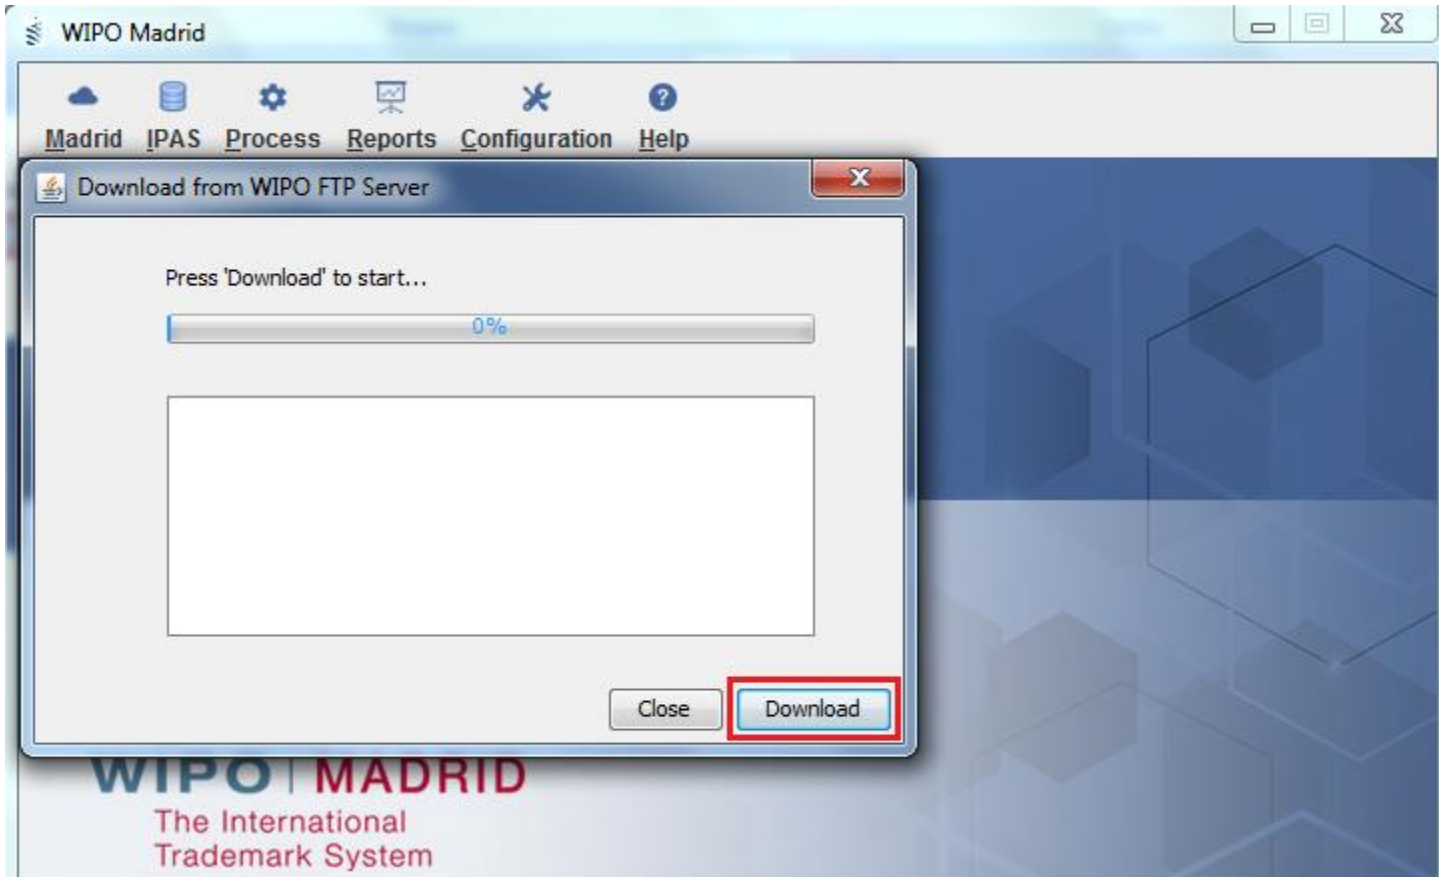 WIPO Madrid
Madrid IPAS Process Reports Configuration Help
Download from WIPO FTP Server
Press 'Download' to start...
0%
Close Download
WIPO | MADRID
The International
Trademark System